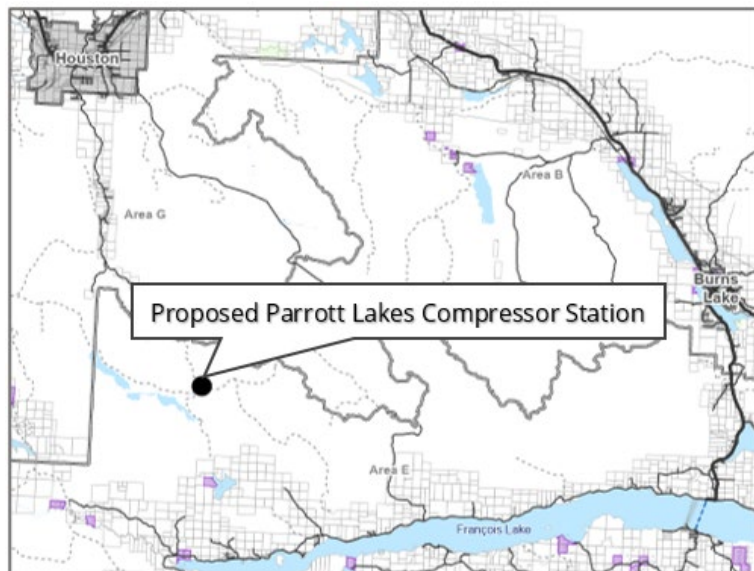 Houston
Area B
Area G
Burns
Lake
Proposed Parrott Lakes Compressor Station
Area E
François Lake